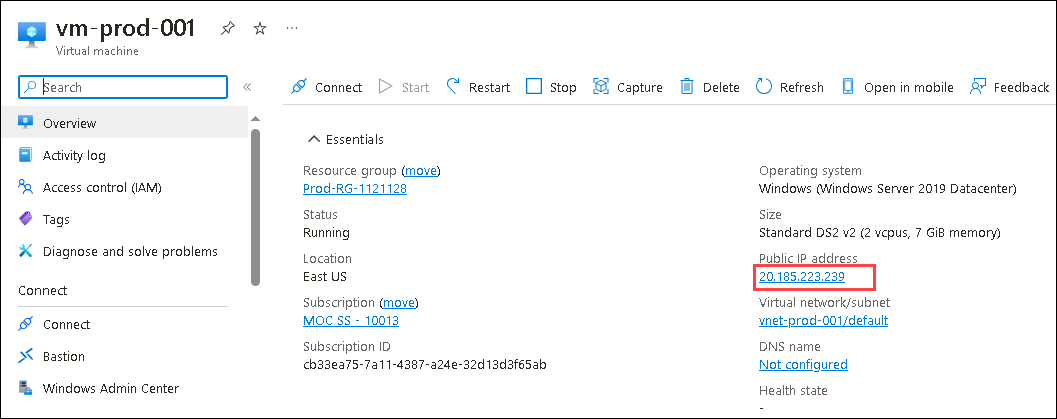 vm-prod-001
Virtual machine
Search
Overview
Activity log
Access control (IAM)
Tags
Diagnose and solve problems
Connect
Connect
Bastion
Windows Admin Center
Connect Start Restart Stop Capture Delete Refresh Open in mobile Feedback
Essentials
Resource group (move)
Prod-RG-1121128
Status
Running
Location
East US
Subscription (move)
MOC SS - 10013
Subscription ID
cb33ea75-7a11-4387-a24e-32d13d3f65ab
Operating system
Windows (Windows Server 2019 Datacenter)
Size
Standard DS2 v2 (2 vcpus, 7 GiB memory)
Public IP address
20.185.223.239
Virtual network/subnet
vnet-prod-001/default
DNS name
Not configured
Health state
-